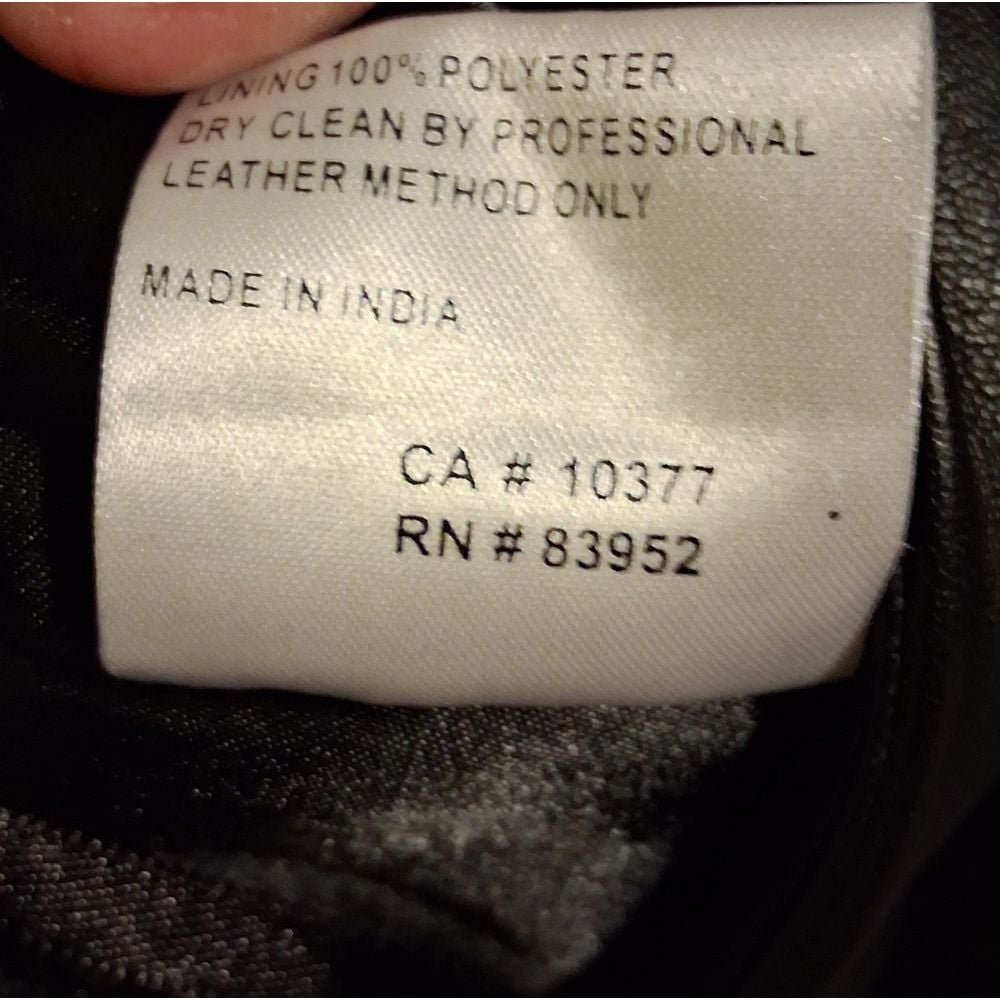 LINING 100% POLYESTER
DRY CLEAN BY PROFESSIONAL
LEATHER METHOD ONLY
MADE IN INDIA
CA # 10377
RN # 83952